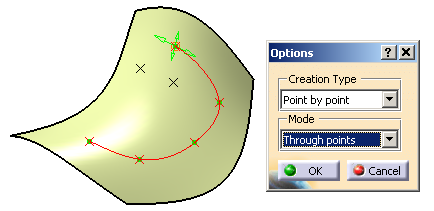 Options
Creation Type
Point by point
Mode
Through points
OK Cancel